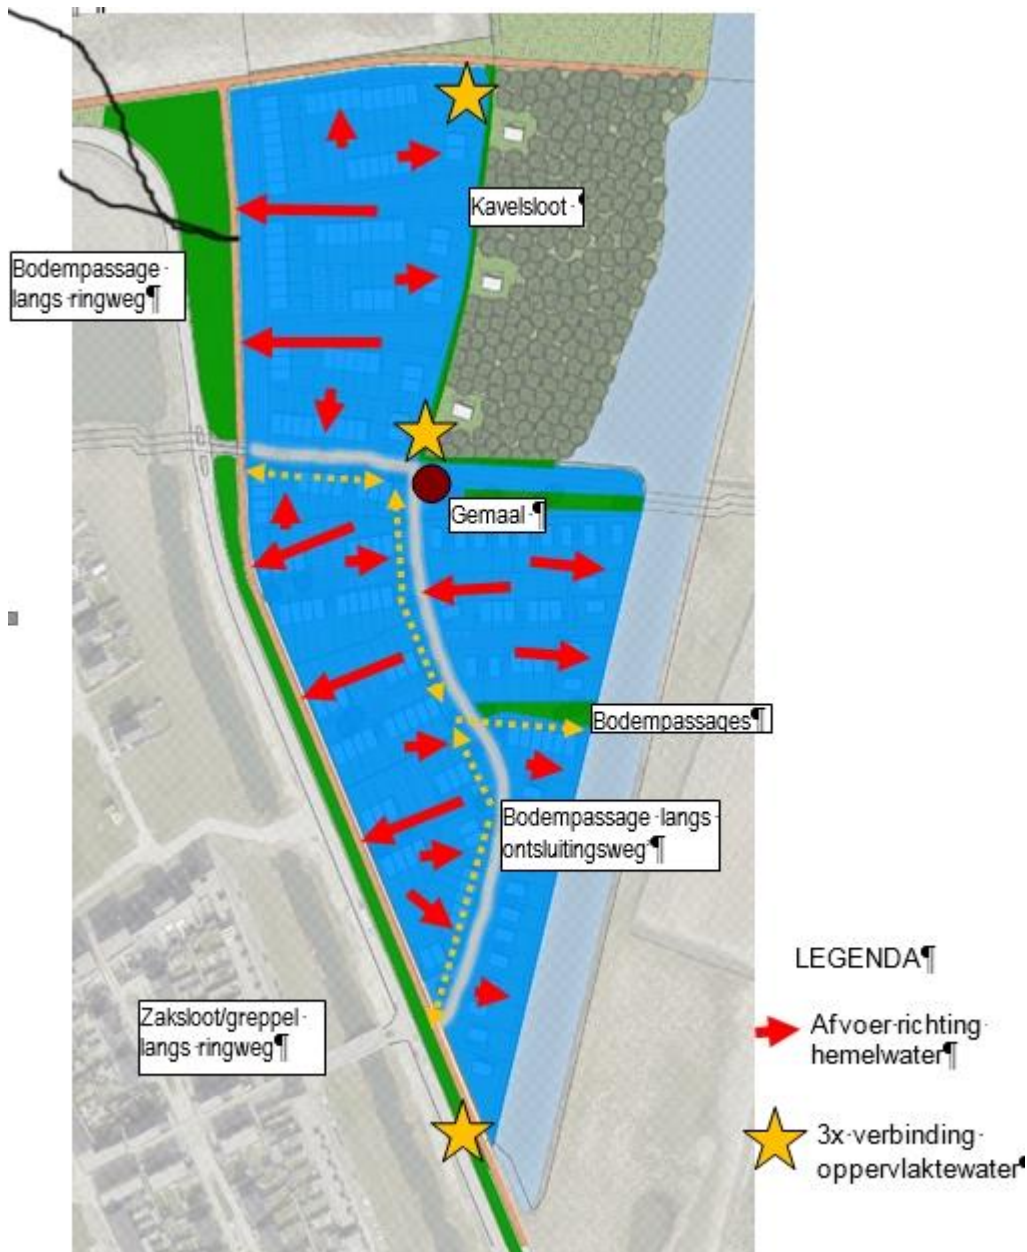 Kavelsloot·¶
Bodempassage·
langs·ringweg¶
Gemaal·¶
Bodempassages¶
Bodempassage·langs·
ontsluitingsweg¶
Zaksloot/greppel·
langs·ringweg¶
LEGENDA¶
Afvoer·richting·
hemelwater¶
3x·verbinding·
oppervlaktewater¶